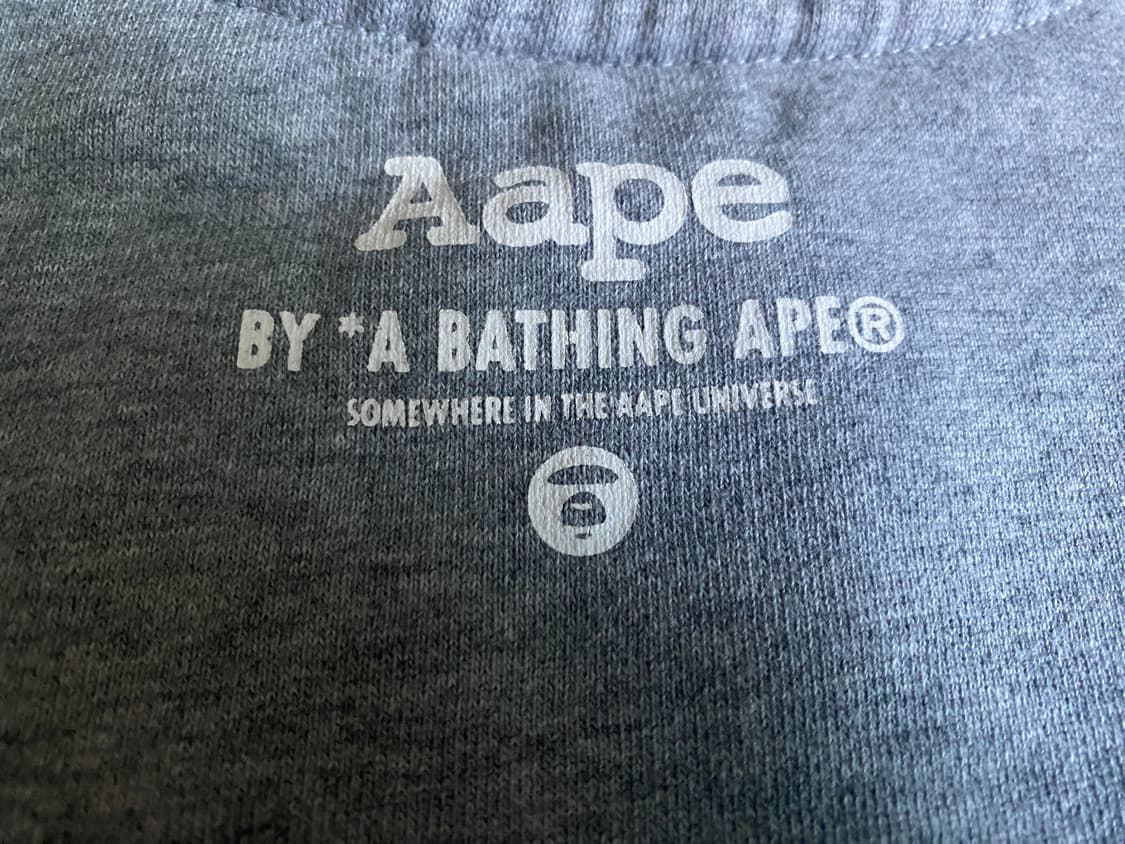 Aape
BY *A BATHING APE®
SOMEWHERE IN THE AAPE UNIVERSE